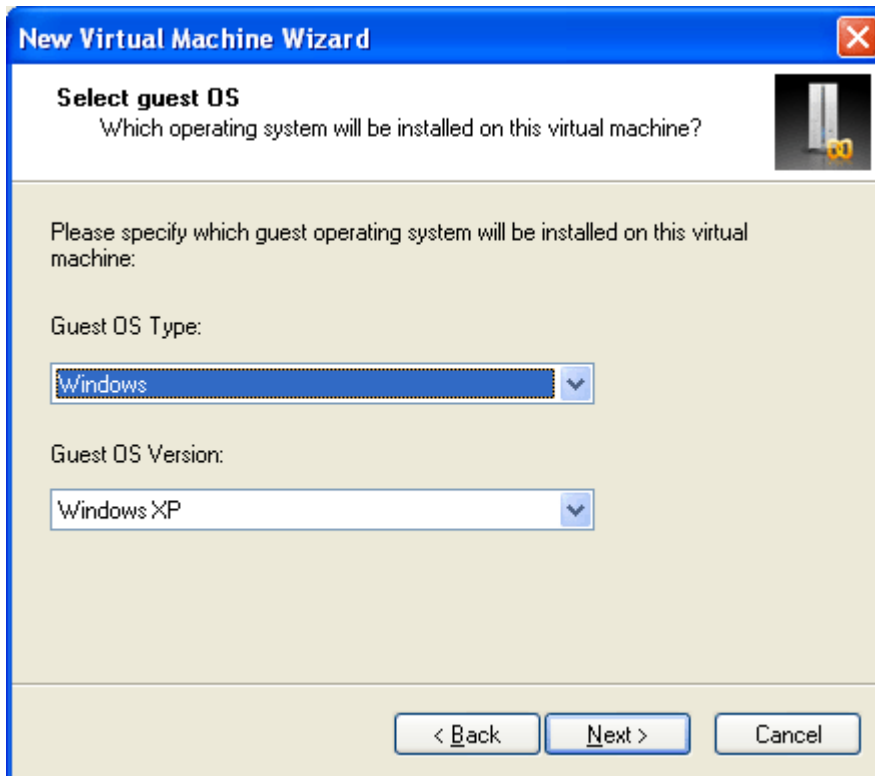 New Virtual Machine Wizard
Select guest OS
Which operating system will be installed on this virtual machine?
Please specify which guest operating system will be installed on this virtual
machine:
Guest OS Type:
Windows
Guest OS Version:
Windows XP
< Back Next > Cancel